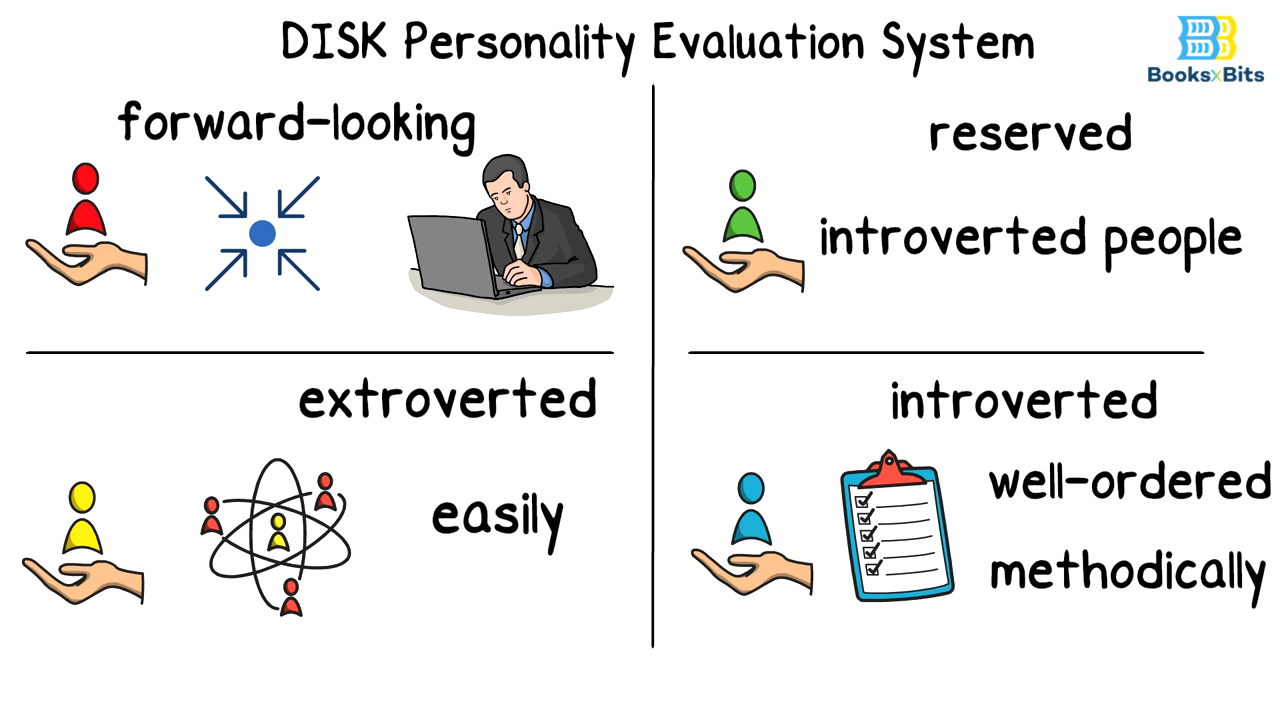 DISK Personality Evaluation System
BooksxBits
forward-looking
reserved
introverted people
extroverted
easily
introverted
well-ordered
methodically